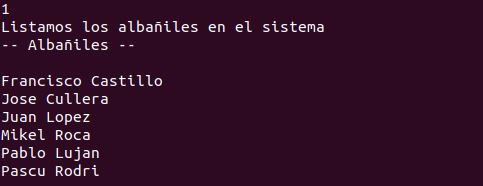 1
Listamos los albañiles en el sistema
-- Albañiles --
Francisco Castillo
Jose Cullera
Juan Lopez
Mikel Roca
Pablo Lujan
Pascu Rodri